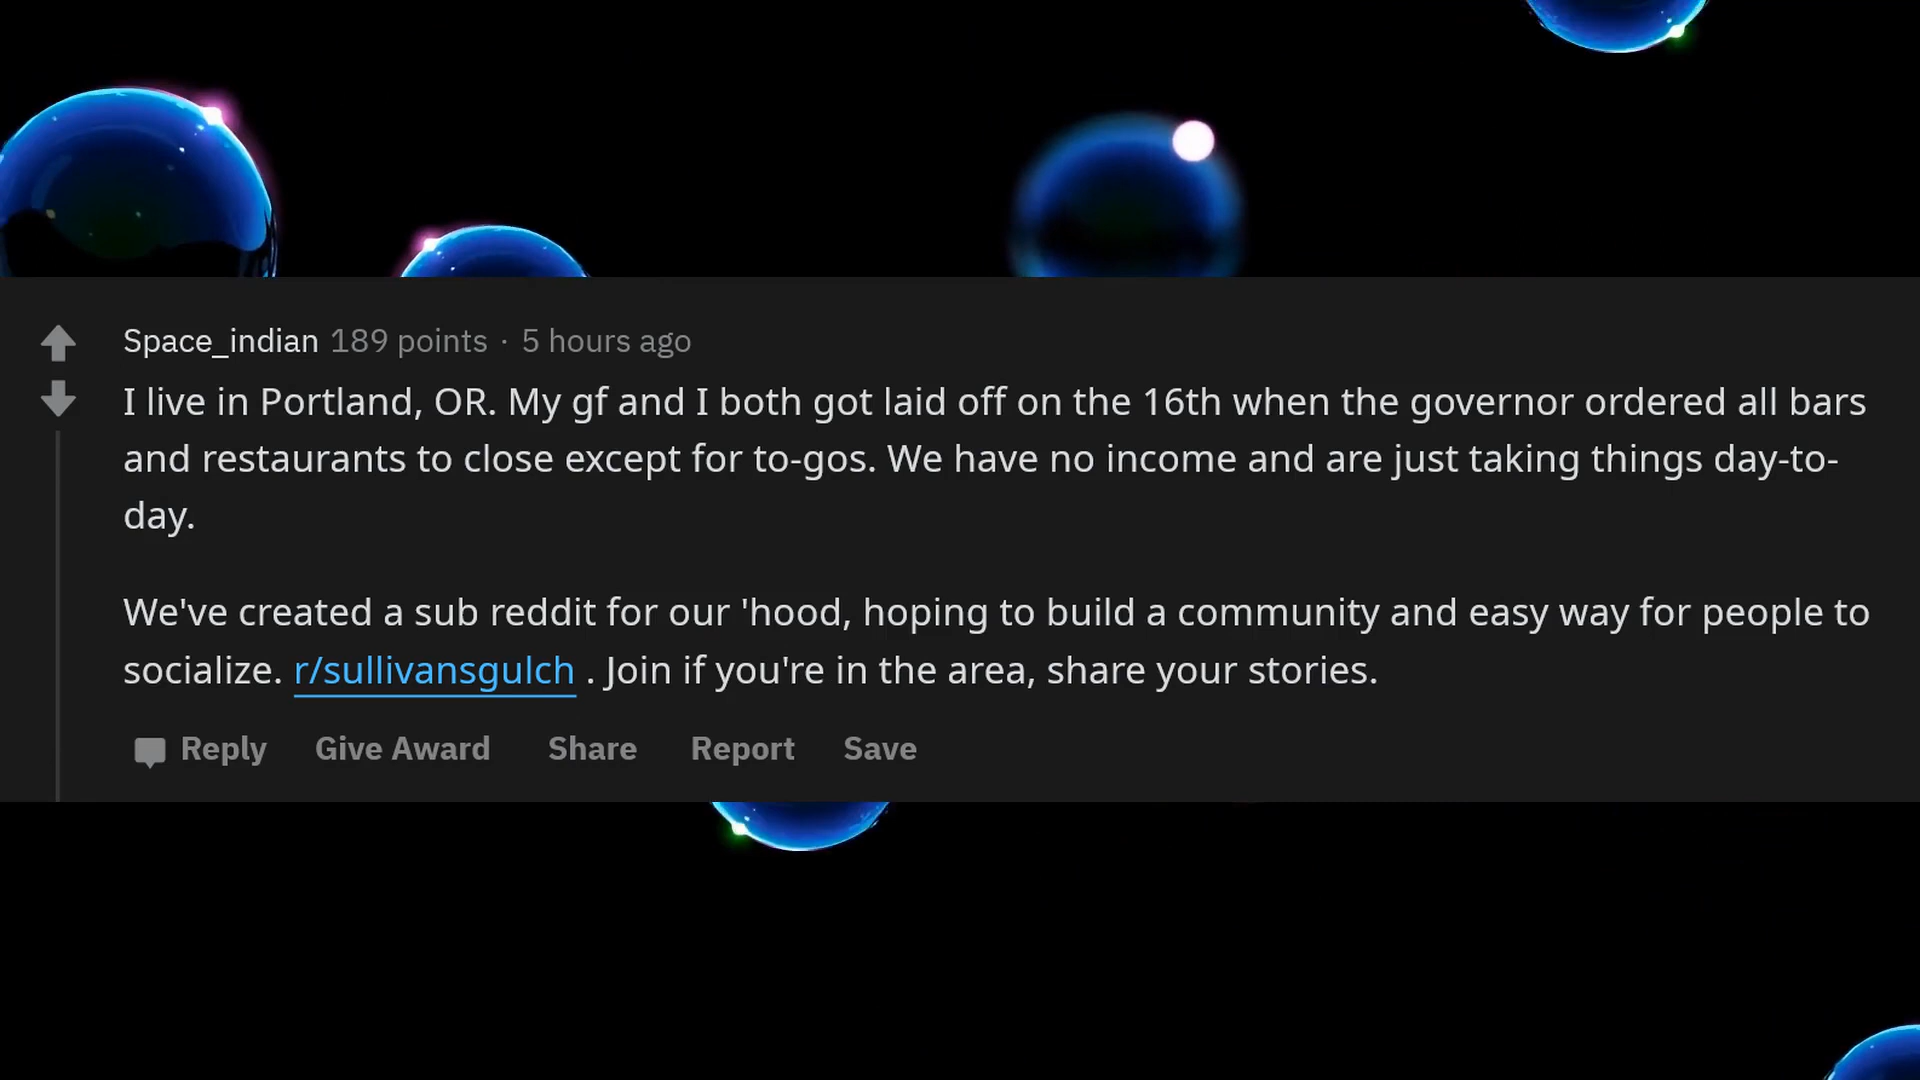 Space_indian 189 points · 5 hours ago
I live in Portland, OR. My gf and I both got laid off on the 16th when the governor ordered all bars
and restaurants to close except for to-gos. We have no income and are just taking things day-to-
day.
We've created a sub reddit for our 'hood, hoping to build a community and easy way for people to
socialize. r/sullivansgulch . Join if you're in the area, share your stories.
Reply Give Award Share Report Save